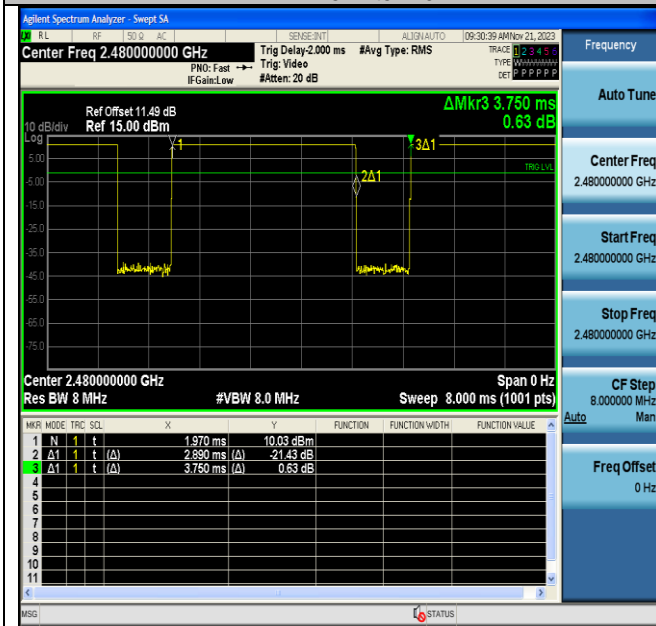 Agilent Spectrum Analyzer - Swept SA
RL RF 50 Ω AC SENSE:INT ALIGN AUTO 09:30:39 AM Nov 21, 2023
Center Freq 2.480000000 GHz
PNO: Fast
IFGain:Low
Trig Delay-2.000 ms
Trig: Video
#Atten: 20 dB
#Avg Type: RMS
TRACE 1 2 3 4 5 6
TYPE
DET P P P P P P
Frequency
Auto Tune
Center Freq
2.480000000 GHz
Start Freq
2.480000000 GHz
Stop Freq
2.480000000 GHz
CF Step
8.000000 MHz
Auto Man
Freq Offset
0 Hz
ΔMkr3 3.750 ms
0.63 dB
Ref Offset 11.49 dB
10 dB/div Ref 15.00 dBm
Log
1
3Δ1
5.00
TRIG LVL
2Δ1
-5.00
-15.0
-25.0
-35.0
-45.0
-55.0
-65.0
-75.0
Center 2.480000000 GHz Span 0 Hz
Res BW 8 MHz #VBW 8.0 MHz Sweep 8.000 ms (1001 pts)
MKR MODE TRC SCL X Y FUNCTION FUNCTION WIDTH FUNCTION VALUE
1 N 1 t 1.970 ms 10.03 dBm
2 Δ1 1 t (Δ) 2.890 ms (Δ) -21.43 dB
3 Δ1 1 t (Δ) 3.750 ms (Δ) 0.63 dB
4
5
6
7
8
9
10
11
MSG STATUS